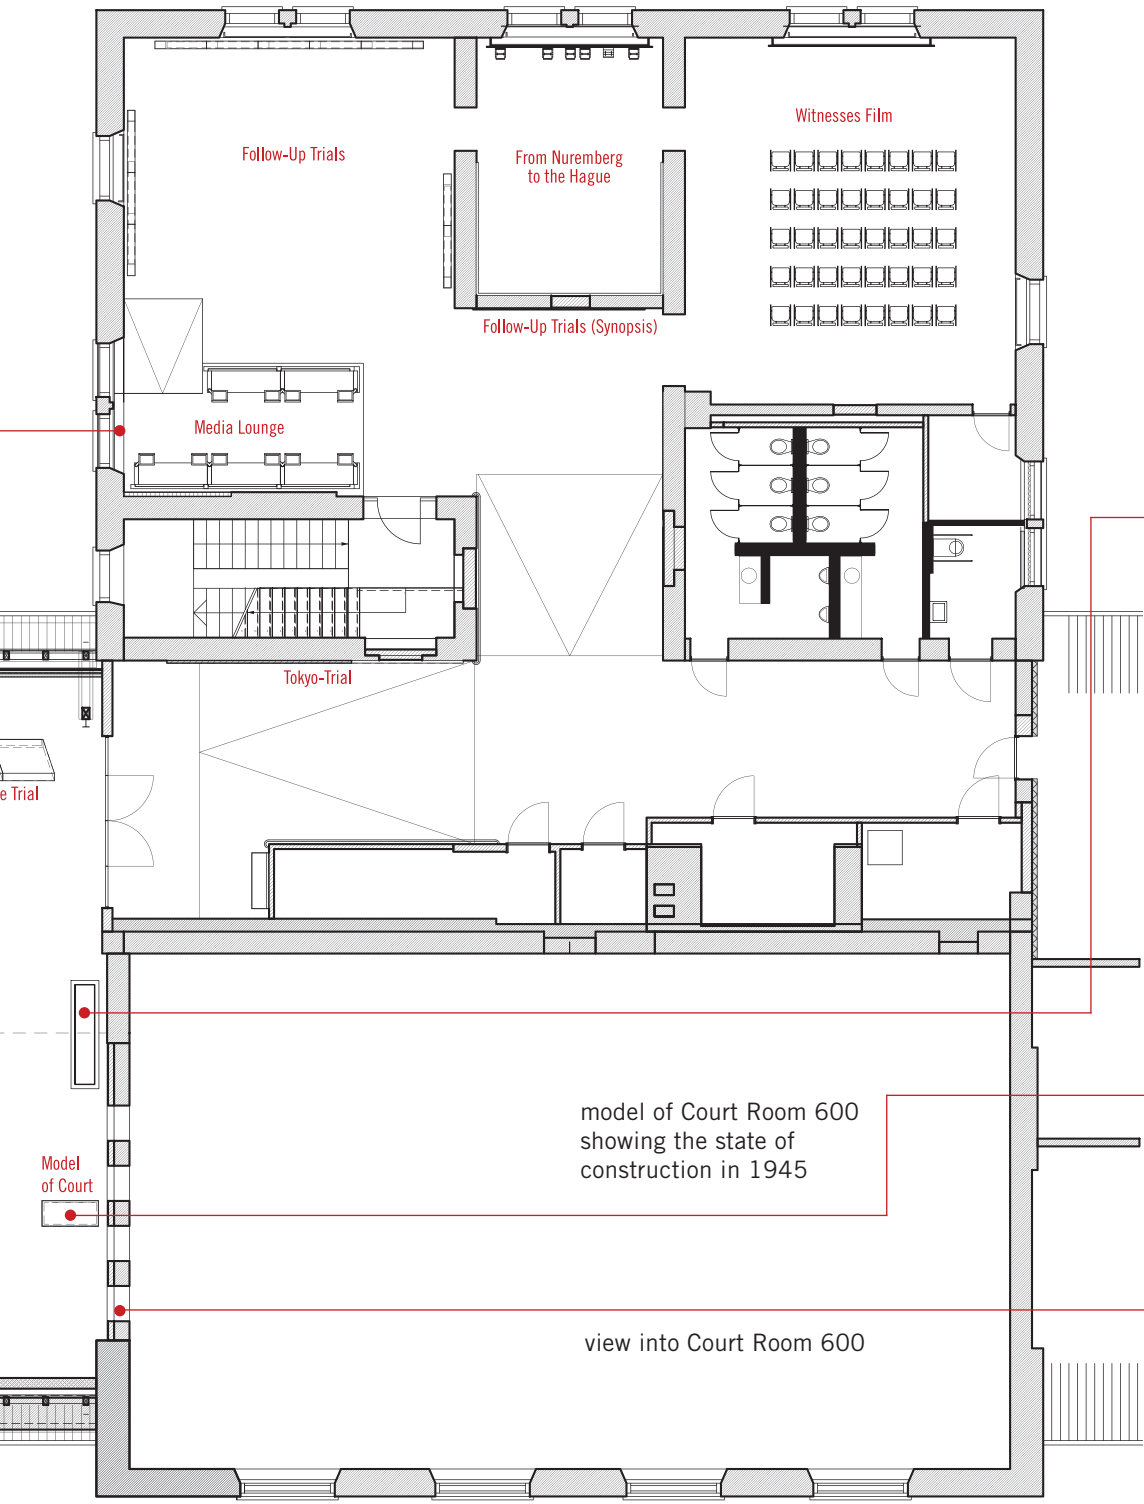 Witnesses Film
Follow-Up Trials
From Nuremberg
to the Hague
Follow-Up Trials (Synopsis)
Media Lounge
Tokyo-Trial
e Trial
model of Court Room 600
showing the state of
construction in 1945
Model
of Court
view into Court Room 600